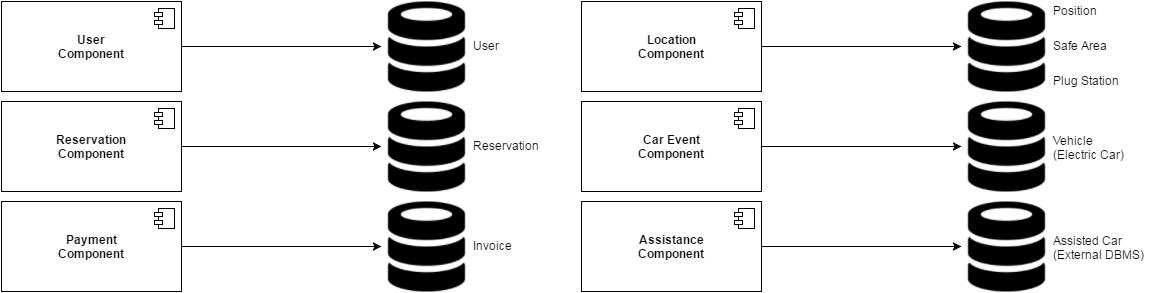 User
Component
User
Location
Component
Position
Safe Area
Plug Station
Reservation
Component
Reservation
Car Event
Component
Vehicle
(Electric Car)
Payment
Component
Invoice
Assistance
Component
Assisted Car
(External DBMS)